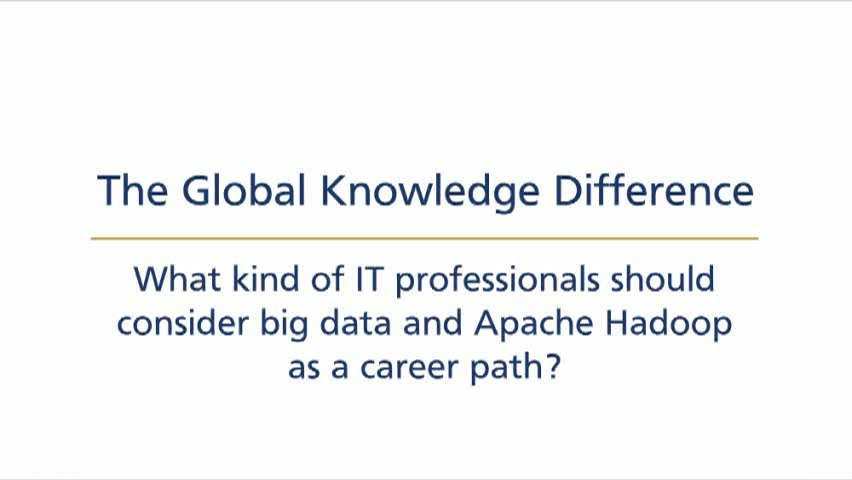 The Global Knowledge Difference
What kind of IT professionals should
consider big data and Apache Hadoop
as a career path?